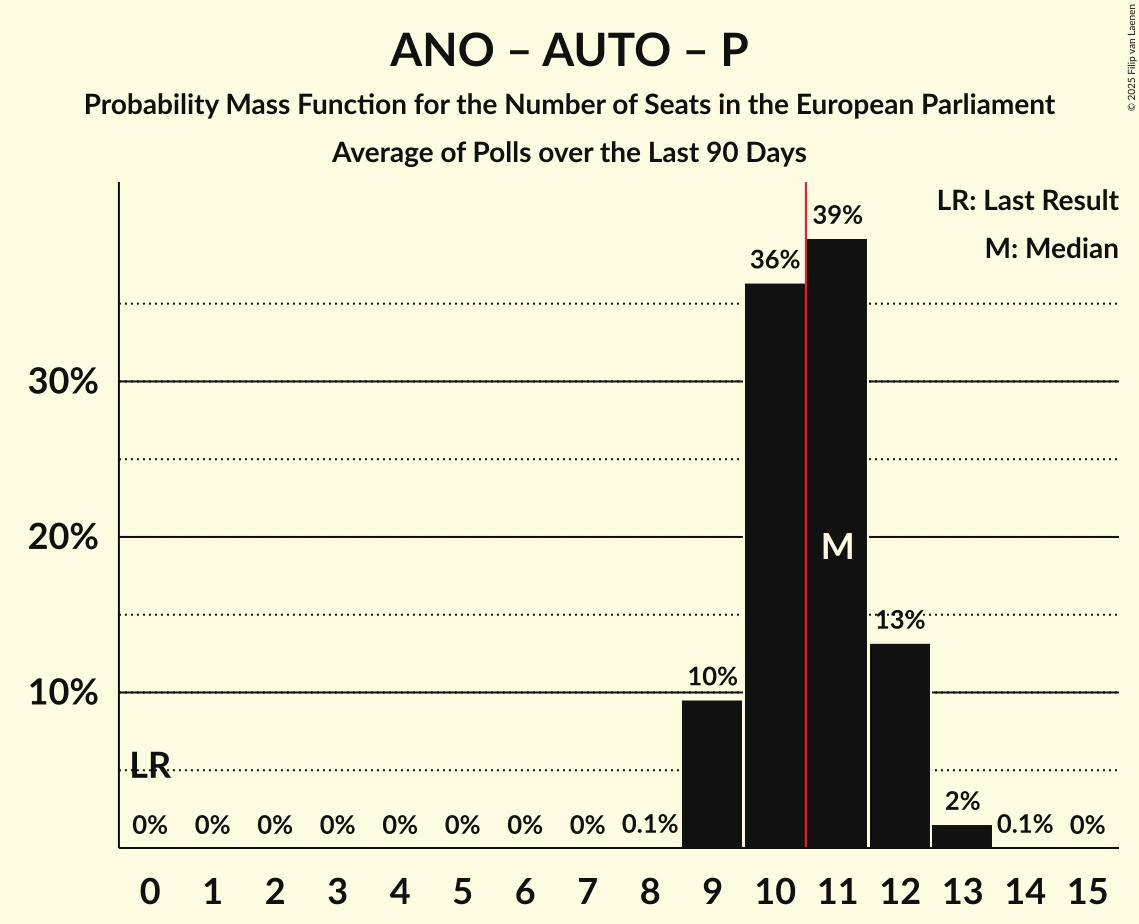 ANO – AUTO – P
Probability Mass Function for the Number of Seats in the European Parliament
Average of Polls over the Last 90 Days
© 2025 Filip van Laenen
LR: Last Result
M: Median
39%
36%
30%
20%
M
13%
10%
10%
LR
2%
0% 0% 0% 0% 0% 0% 0% 0% 0.1% 0.1% 0%
0 1 2 3 4 5 6 7 8 9 10 11 12 13 14 15